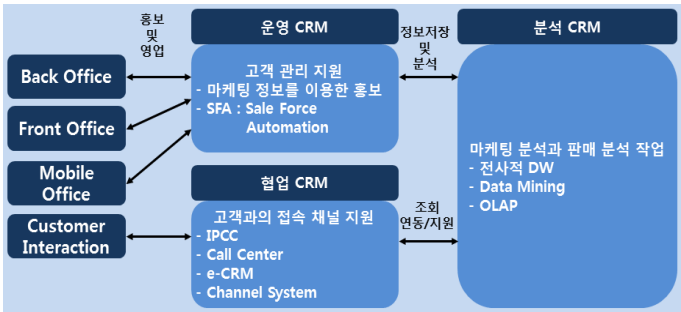 Back Office
Front Office
Mobile
Office
Customer
Interaction
홍보
및
영업
운영 CRM
고객 관리 지원
- 마케팅 정보를 이용한 홍보
- SFA : Sale Force
Automation
협업 CRM
고객과의 접속 채널 지원
- IPCC
- Call Center
- e-CRM
- Channel System
정보저장
및
분석
조회
연동/지원
분석 CRM
마케팅 분석과 판매 분석 작업
- 전사적 DW
- Data Mining
- OLAP